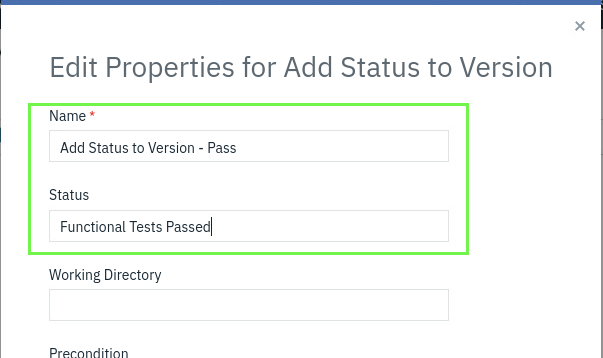 ×
Edit Properties for Add Status to Version
Name *
Add Status to Version - Pass
Status
Functional Tests Passed
Working Directory
Precondition